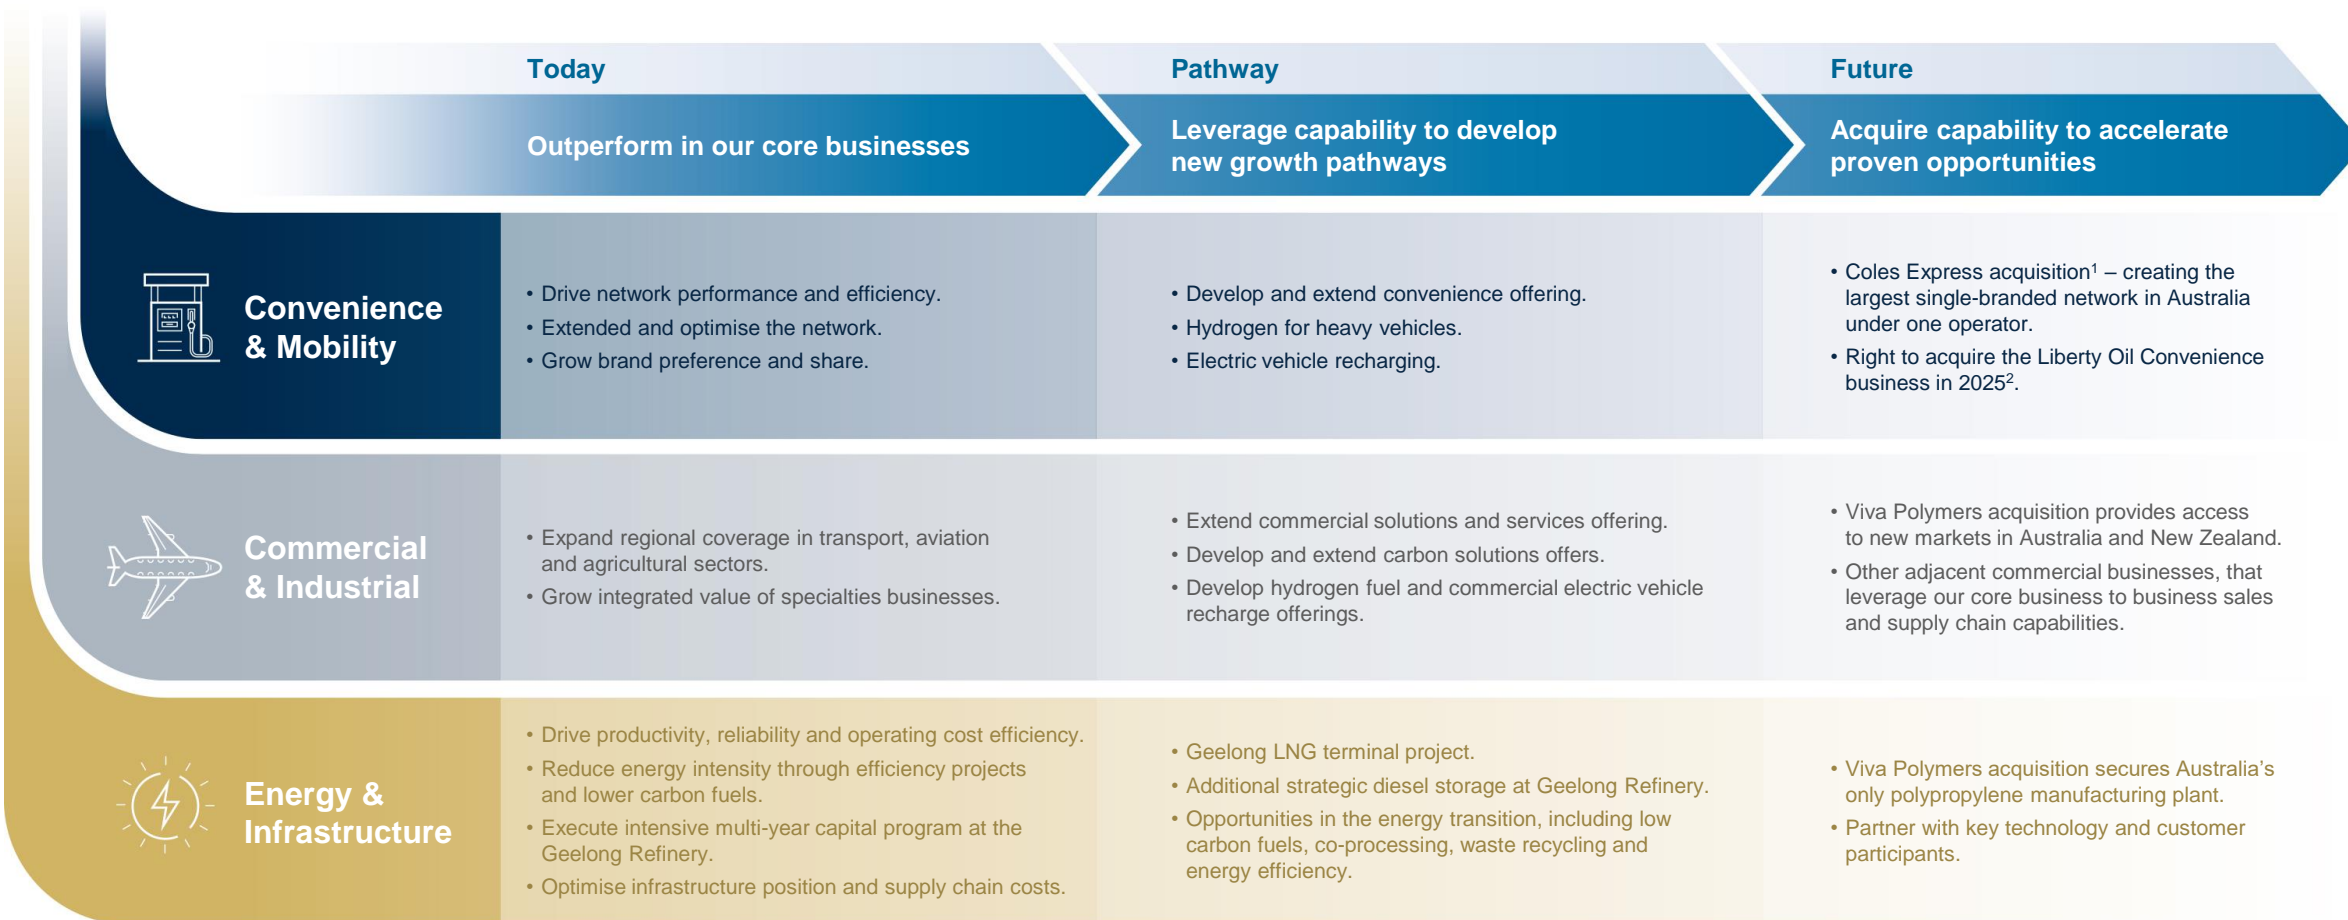 Today
Pathway
Future
Outperform in our core businesses
Leverage capability to develop
new growth pathways
Acquire capability to accelerate
proven opportunities
Convenience
& Mobility
• Drive network performance and efficiency.
• Extended and optimise the network.
• Grow brand preference and share.
• Develop and extend convenience offering.
• Hydrogen for heavy vehicles.
• Electric vehicle recharging.
• Coles Express acquisition¹ – creating the
largest single-branded network in Australia
under one operator.
• Right to acquire the Liberty Oil Convenience
business in 2025².
Commercial
& Industrial
• Expand regional coverage in transport, aviation
and agricultural sectors.
• Grow integrated value of specialties businesses.
• Extend commercial solutions and services offering.
• Develop and extend carbon solutions offers.
• Develop hydrogen fuel and commercial electric vehicle
recharge offerings.
• Viva Polymers acquisition provides access
to new markets in Australia and New Zealand.
• Other adjacent commercial businesses, that
leverage our core business to business sales
and supply chain capabilities.
Energy &
Infrastructure
• Drive productivity, reliability and operating cost efficiency.
• Reduce energy intensity through efficiency projects
and lower carbon fuels.
• Execute intensive multi-year capital program at the
Geelong Refinery.
• Optimise infrastructure position and supply chain costs.
• Geelong LNG terminal project.
• Additional strategic diesel storage at Geelong Refinery.
• Opportunities in the energy transition, including low
carbon fuels, co-processing, waste recycling and
energy efficiency.
• Viva Polymers acquisition secures Australia’s
only polypropylene manufacturing plant.
• Partner with key technology and customer
participants.